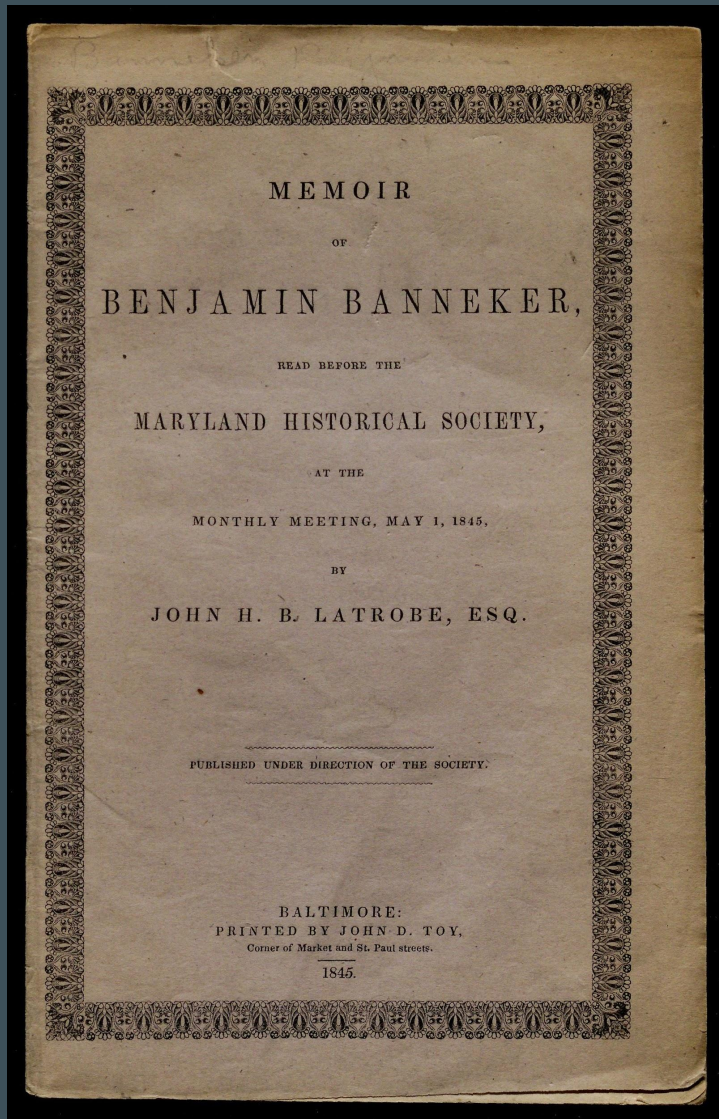 MEMOIR
OF
BENJAMIN BANNEKER,
READ BEFORE THE
MARYLAND HISTORICAL SOCIETY,
AT THE
MONTHLY MEETING, MAY 1, 1845,
BY
JOHN H. B. LATROBE, ESQ.
PUBLISHED UNDER DIRECTION OF THE SOCIETY.
BALTIMORE:
PRINTED BY JOHN D. TOY,
Corner of Market and St. Paul streets.
1845.